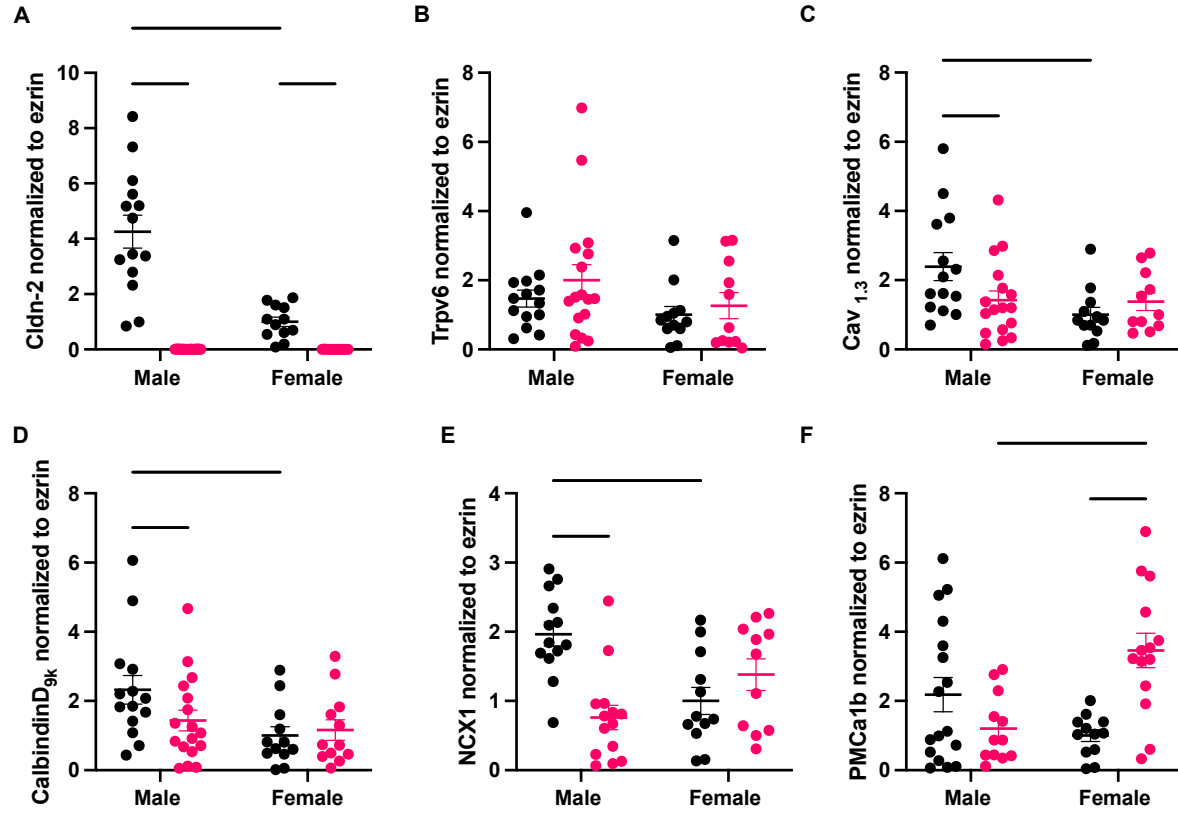 A
Cldn-2 normalized to ezrin
10
8
6
4
2
0
Male Female
B
Trpv6 normalized to ezrin
8
6
4
2
0
Male Female
C
Cav 1.3 normalized to ezrin
8
6
4
2
0
Male Female
D
CalbindinD9k normalized to ezrin
8
6
4
2
0
Male Female
E
NCX1 normalized to ezrin
4
3
2
1
0
Male Female
F
PMCa1b normalized to ezrin
8
6
4
2
0
Male Female